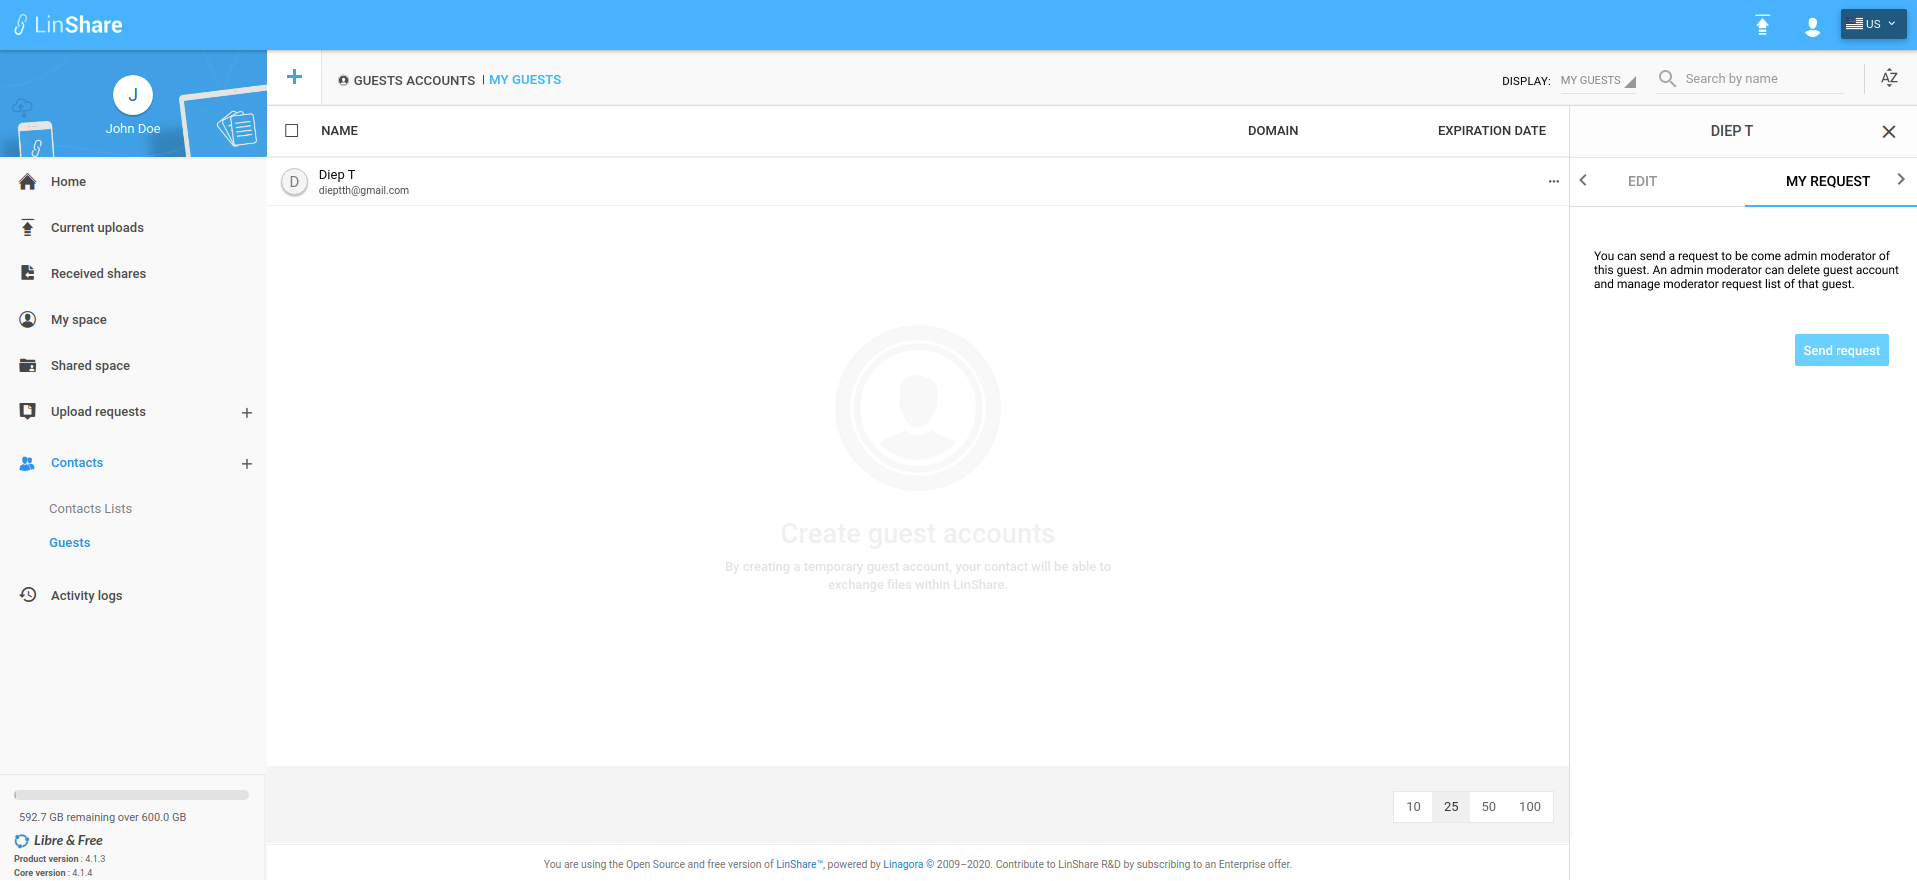 LinShare
US
J
John Doe
Home
Current uploads
Received shares
My space
Shared space
Upload requests
Contacts
Contacts Lists
Guests
Activity logs
592.7 GB remaining over 600.0 GB
Libre & Free
Product version : 4.1.3
Core version : 4.1.4
GUESTS ACCOUNTS | MY GUESTS
DISPLAY: MY GUESTS
Search by name
AZ
NAME DOMAIN EXPIRATION DATE
D
Diep T
dieptth@gmail.com
Create guest accounts
By creating a temporary guest account, your contact will be able to
exchange files within LinShare.
10 25 50 100
You are using the Open Source and free version of LinShare™, powered by Linagora © 2009–2020. Contribute to LinShare R&D by subscribing to an Enterprise offer.
DIEP T
EDIT MY REQUEST
You can send a request to be come admin moderator of
this guest. An admin moderator can delete guest account
and manage moderator request list of that guest.
Send request